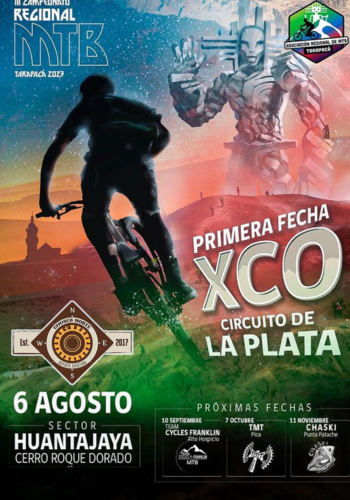 III CAMPEONATO
REGIONAL
MTB
TARAPACÁ 2023
ASOCIACIÓN REGIONAL DE MTB
TARAPACÁ
PRIMERA FECHA
XCO
CIRCUITO DE
LA PLATA
N
Est.
2017
W
E
S
6 AGOSTO
SECTOR
HUANTAJAYA
CERRO ROQUE DORADO
PRÓXIMAS FECHAS
10 SEPTIEMBRE
TEAM
CYCLES FRANKLIN
Alto Hospicio
7 OCTUBRE
TMT
Pica
11 NOVIEMBRE
CHASKI
Punta Patache
MTB